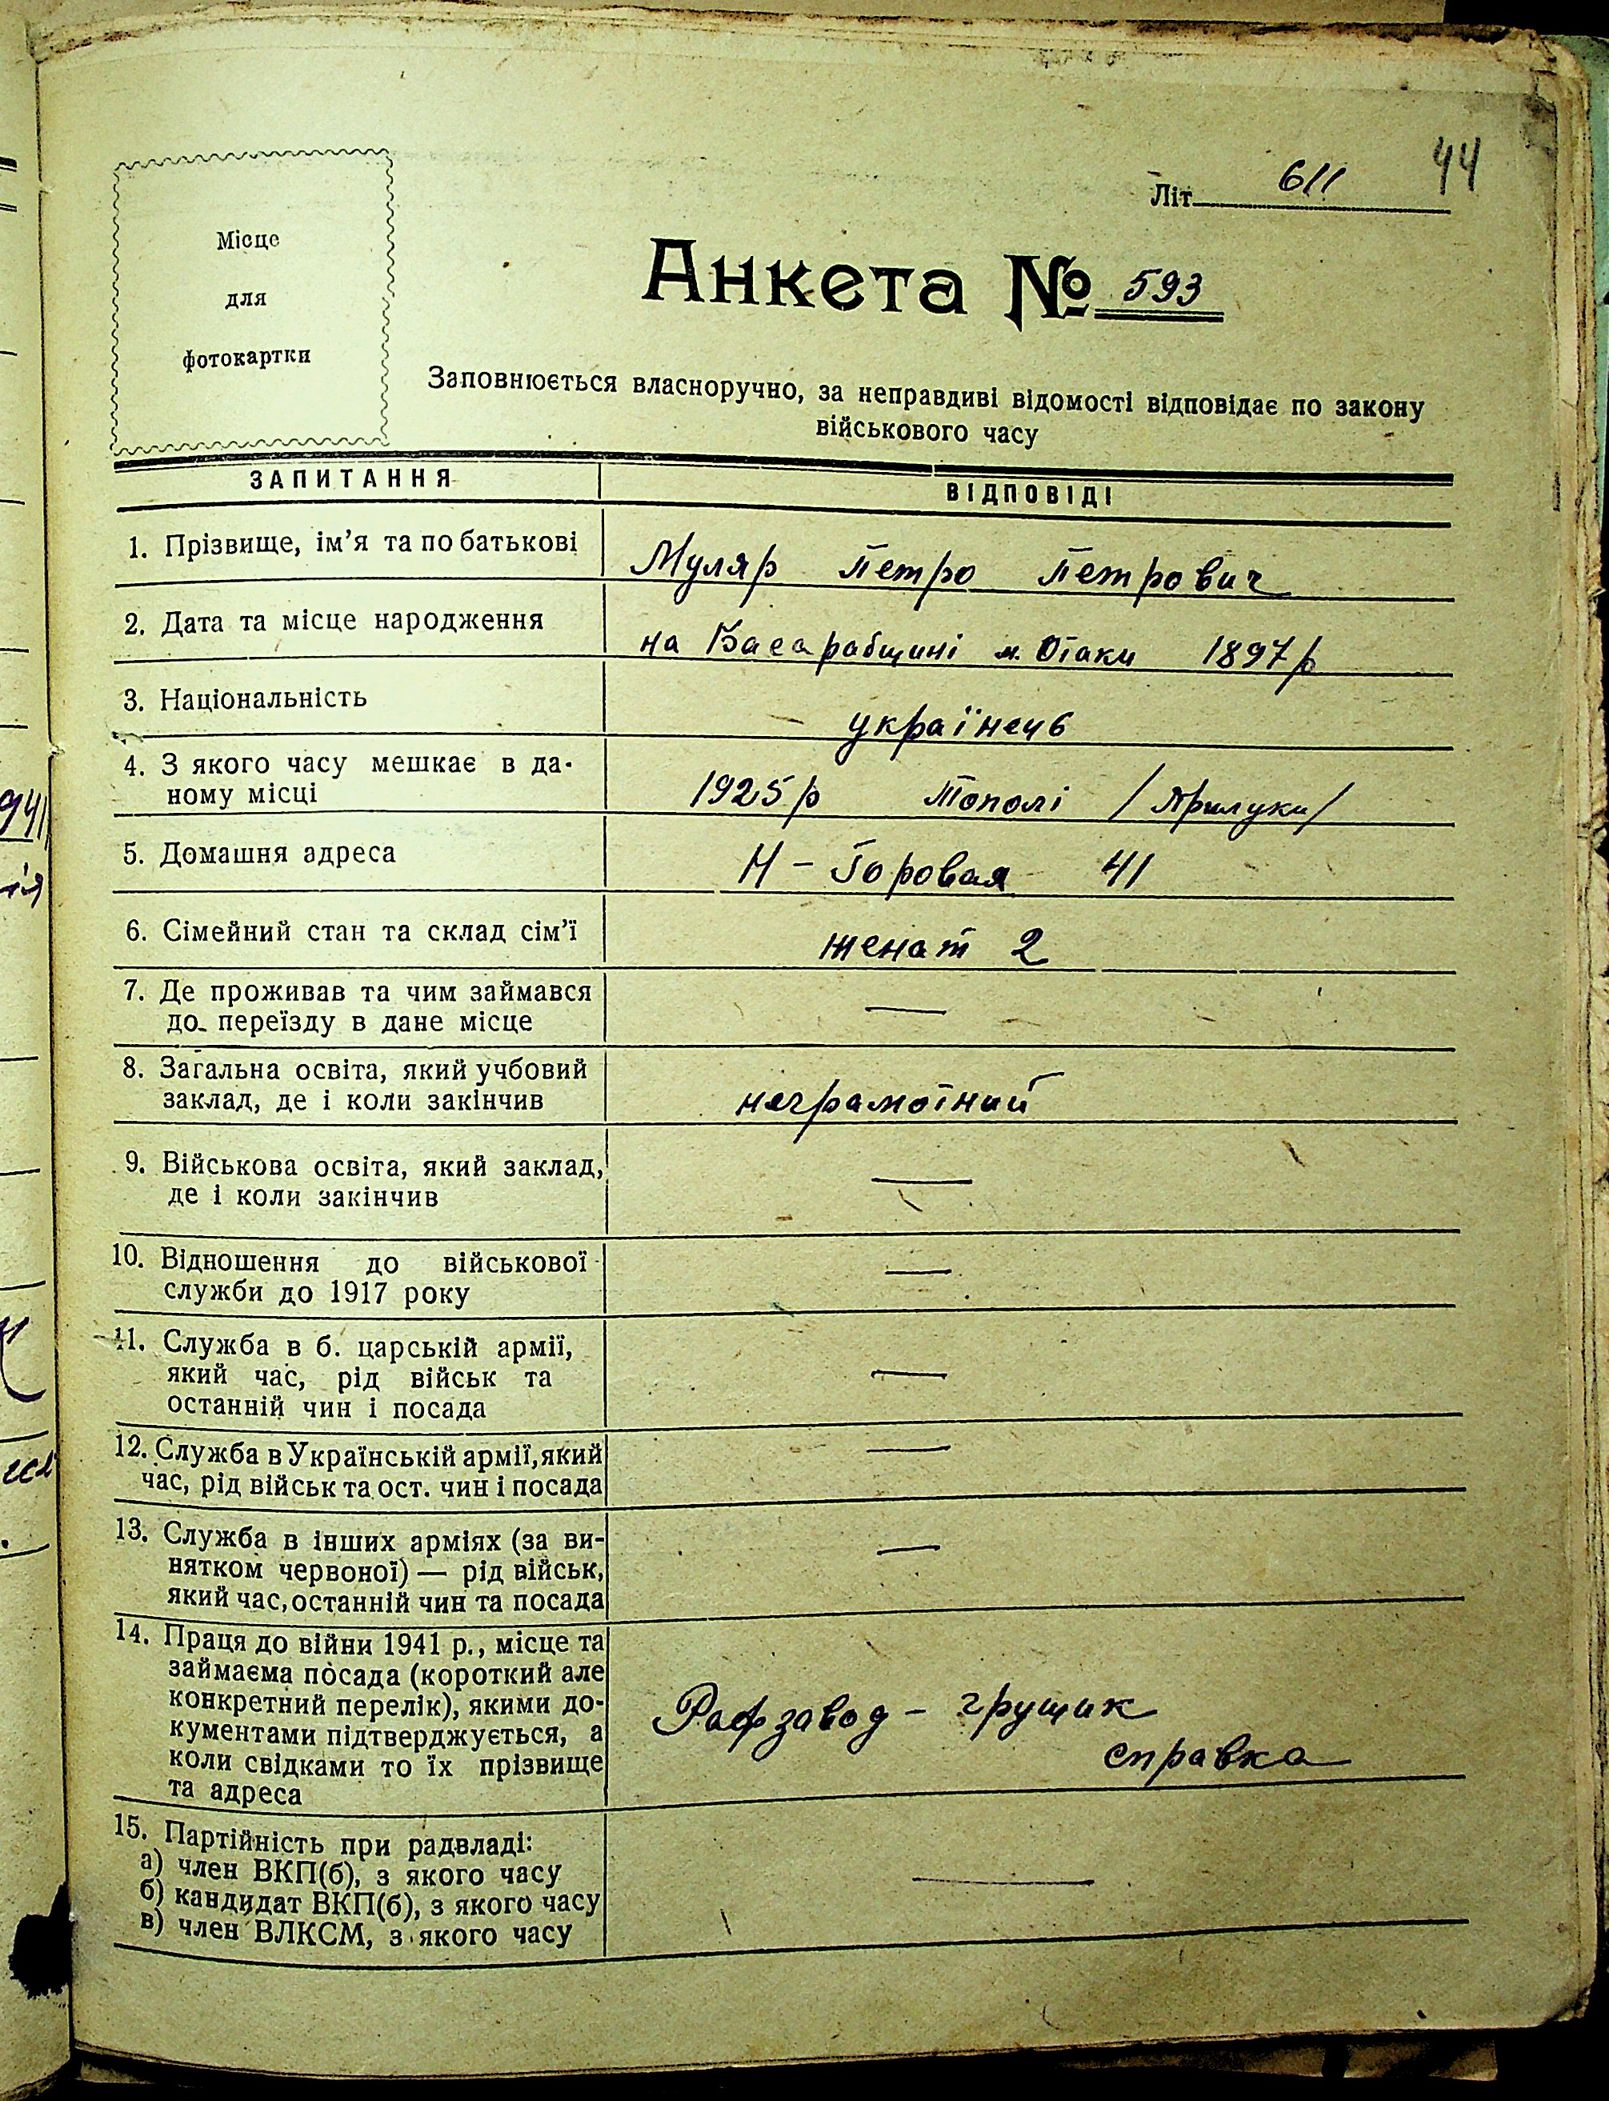 44
Літ. 611
Місце
для
фотокартки
Анкета № 593
Заповнюється власноручно, за неправдиві відомості відповідає по закону
військового часу
ЗАПИТАННЯ ВІДПОВІДІ
1. Прізвище, ім’я та по батькові Муляр Петро Петрович
2. Дата та місце народження на Басарабщині м. Отаки 1897 р
3. Національність українець
4. З якого часу мешкає в да-
ному місці 1925 р Тополі /Прилуки/
5. Домашня адреса Н-Горовая 41
6. Сімейний стан та склад сім’ї женат 2
7. Де проживав та чим займався —
до переїзду в дане місце
8. Загальна освіта, який учбовий
заклад, де і коли закінчив неграмотний
9. Військова освіта, який заклад, —
де і коли закінчив
10. Відношення до військової —
служби до 1917 року
11. Служба в б. царській армії,
який час, рід військ та —
останній чин і посада
12. Служба в Українській армії, який —
час, рід військ та ост. чин і посада
13. Служба в інших арміях (за ви- —
нятком червоної) — рід військ,
який час, останній чин та посада
14. Праця до війни 1941 р., місце та
займаєма посада (короткий але
конкретний перелік), якими до- Рафзавод - грущик
кументами підтверджується, а
коли свідками то їх прізвище справка
та адреса
15. Партійність при радвладі:
а) член ВКП(б), з якого часу —
б) кандидат ВКП(б), з якого часу
в) член ВЛКСМ, з якого часу